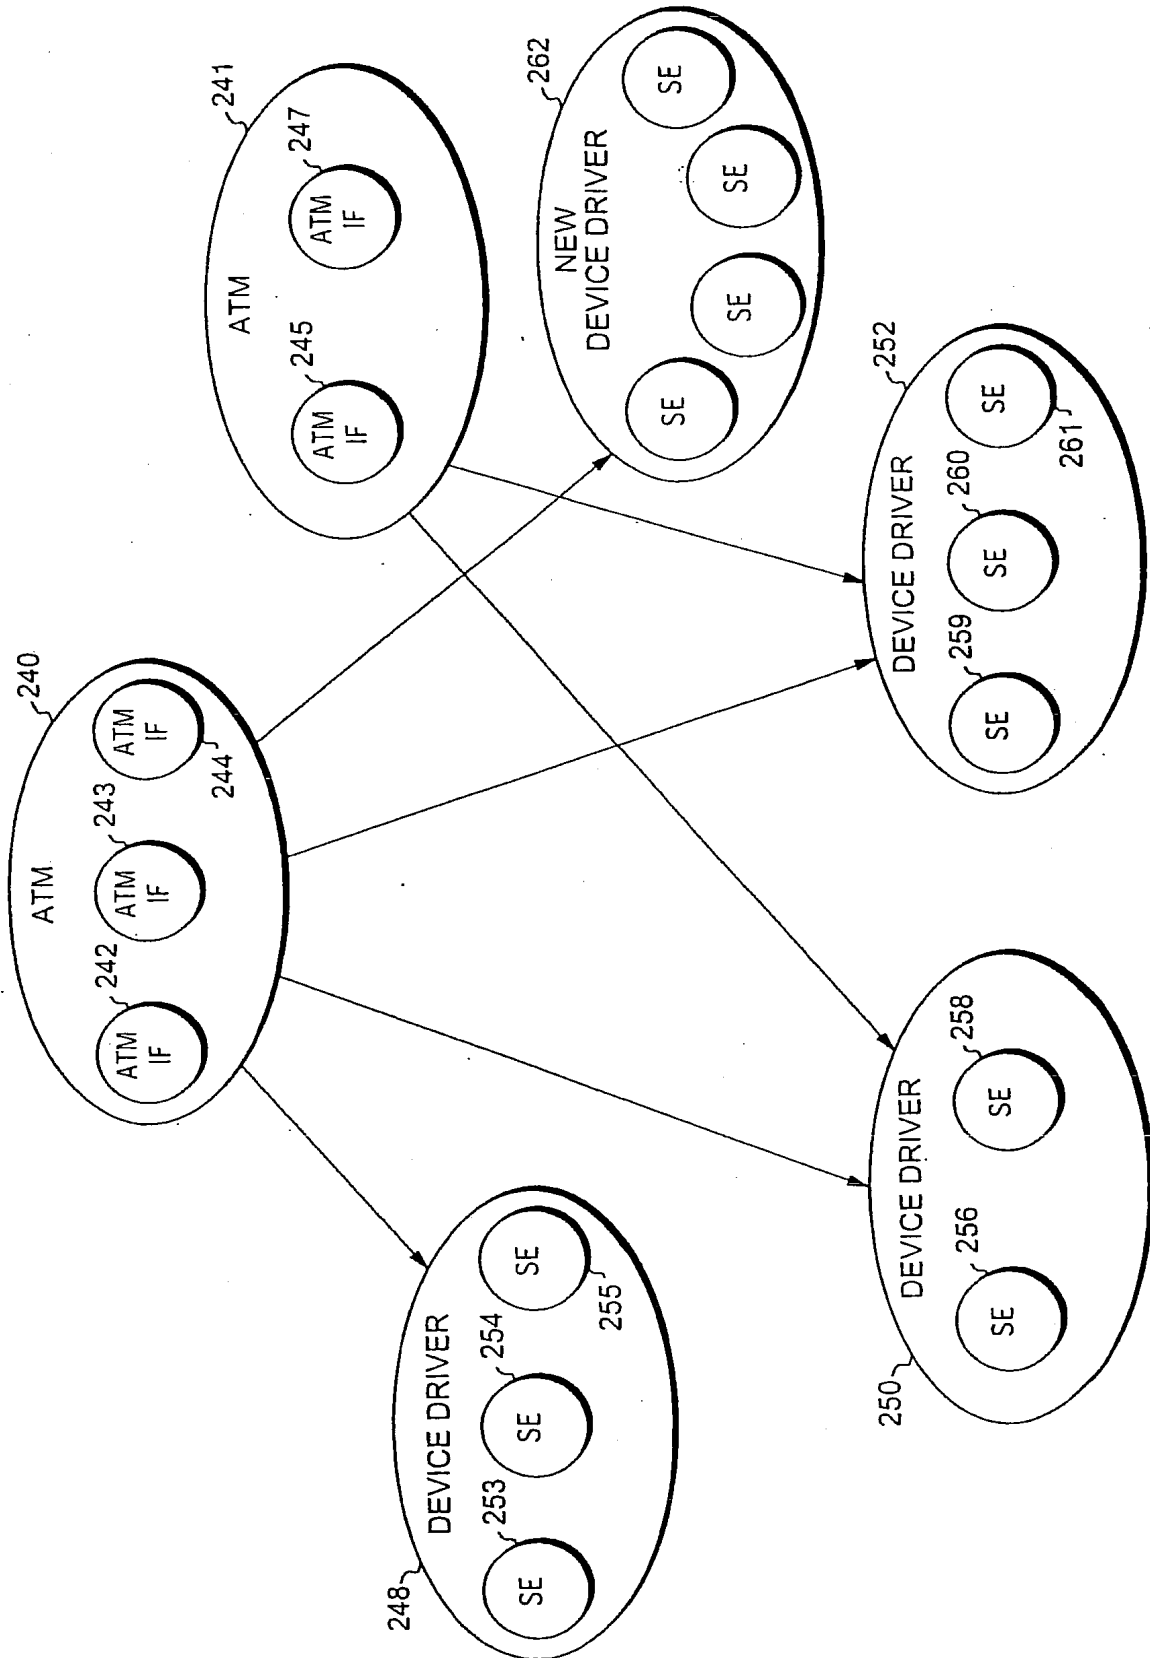 240
ATM
242
ATM
IF
243
ATM
IF
ATM
IF
244
241
ATM
245
ATM
IF
247
ATM
IF
248
DEVICE DRIVER
253
SE
254
SE
SE
255
262
NEW
DEVICE DRIVER
SE
SE
SE
SE
250
DEVICE DRIVER
256
SE
258
SE
252
DEVICE DRIVER
259
SE
260
SE
SE
261